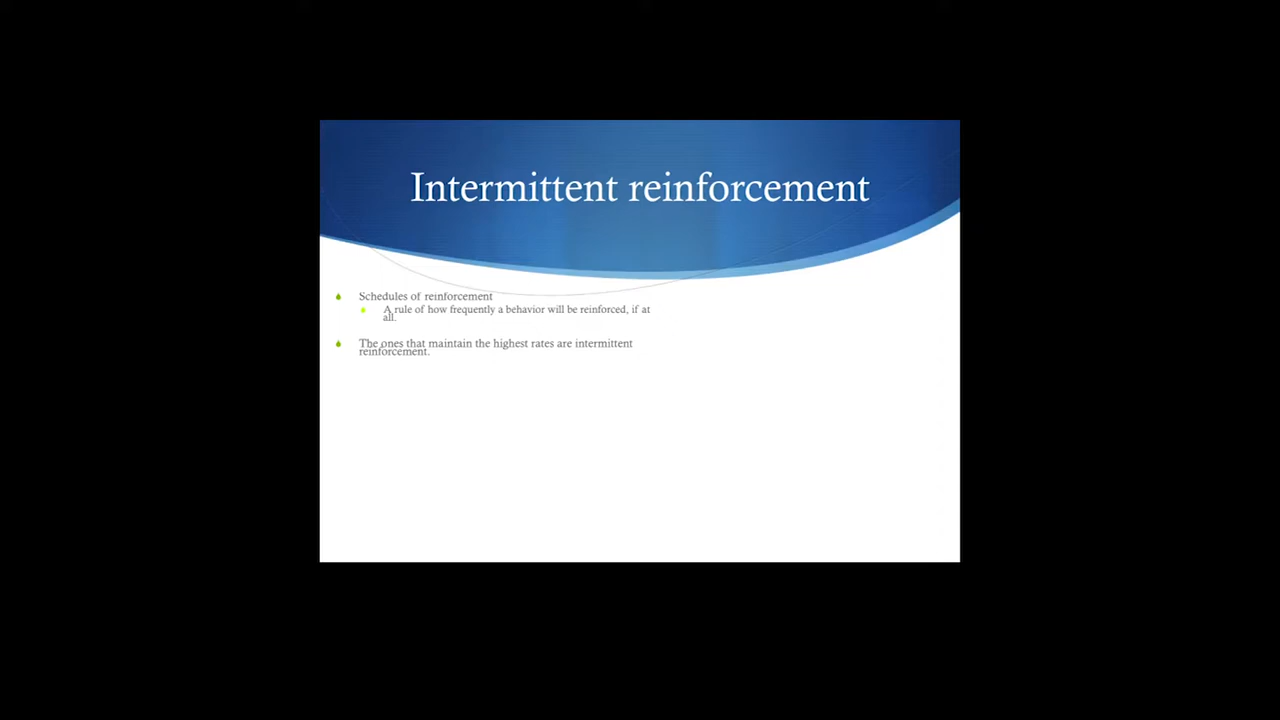 Intermittent reinforcement
Schedules of reinforcement
A rule of how frequently a behavior will be reinforced, if at
all.
The ones that maintain the highest rates are intermittent
reinforcement.